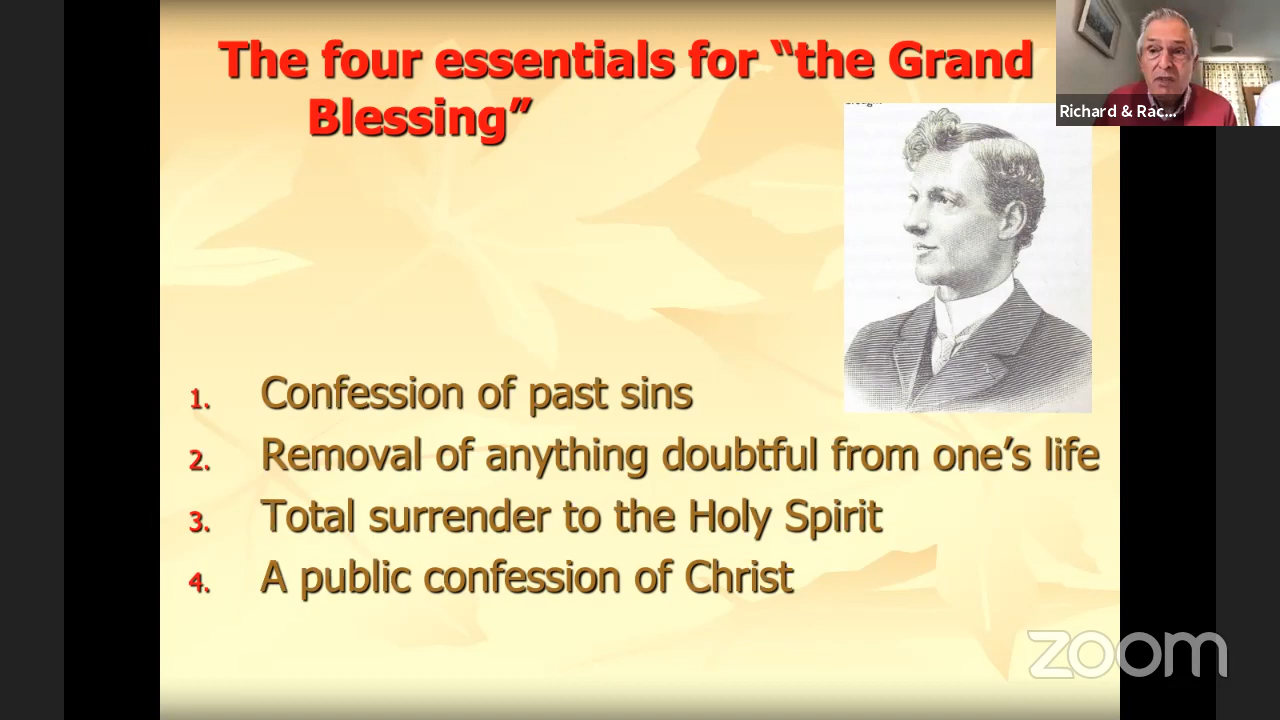 The four essentials for “the Grand
Blessing”
Richard & Rac...
1. Confession of past sins
2. Removal of anything doubtful from one’s life
3. Total surrender to the Holy Spirit
4. A public confession of Christ
zoom